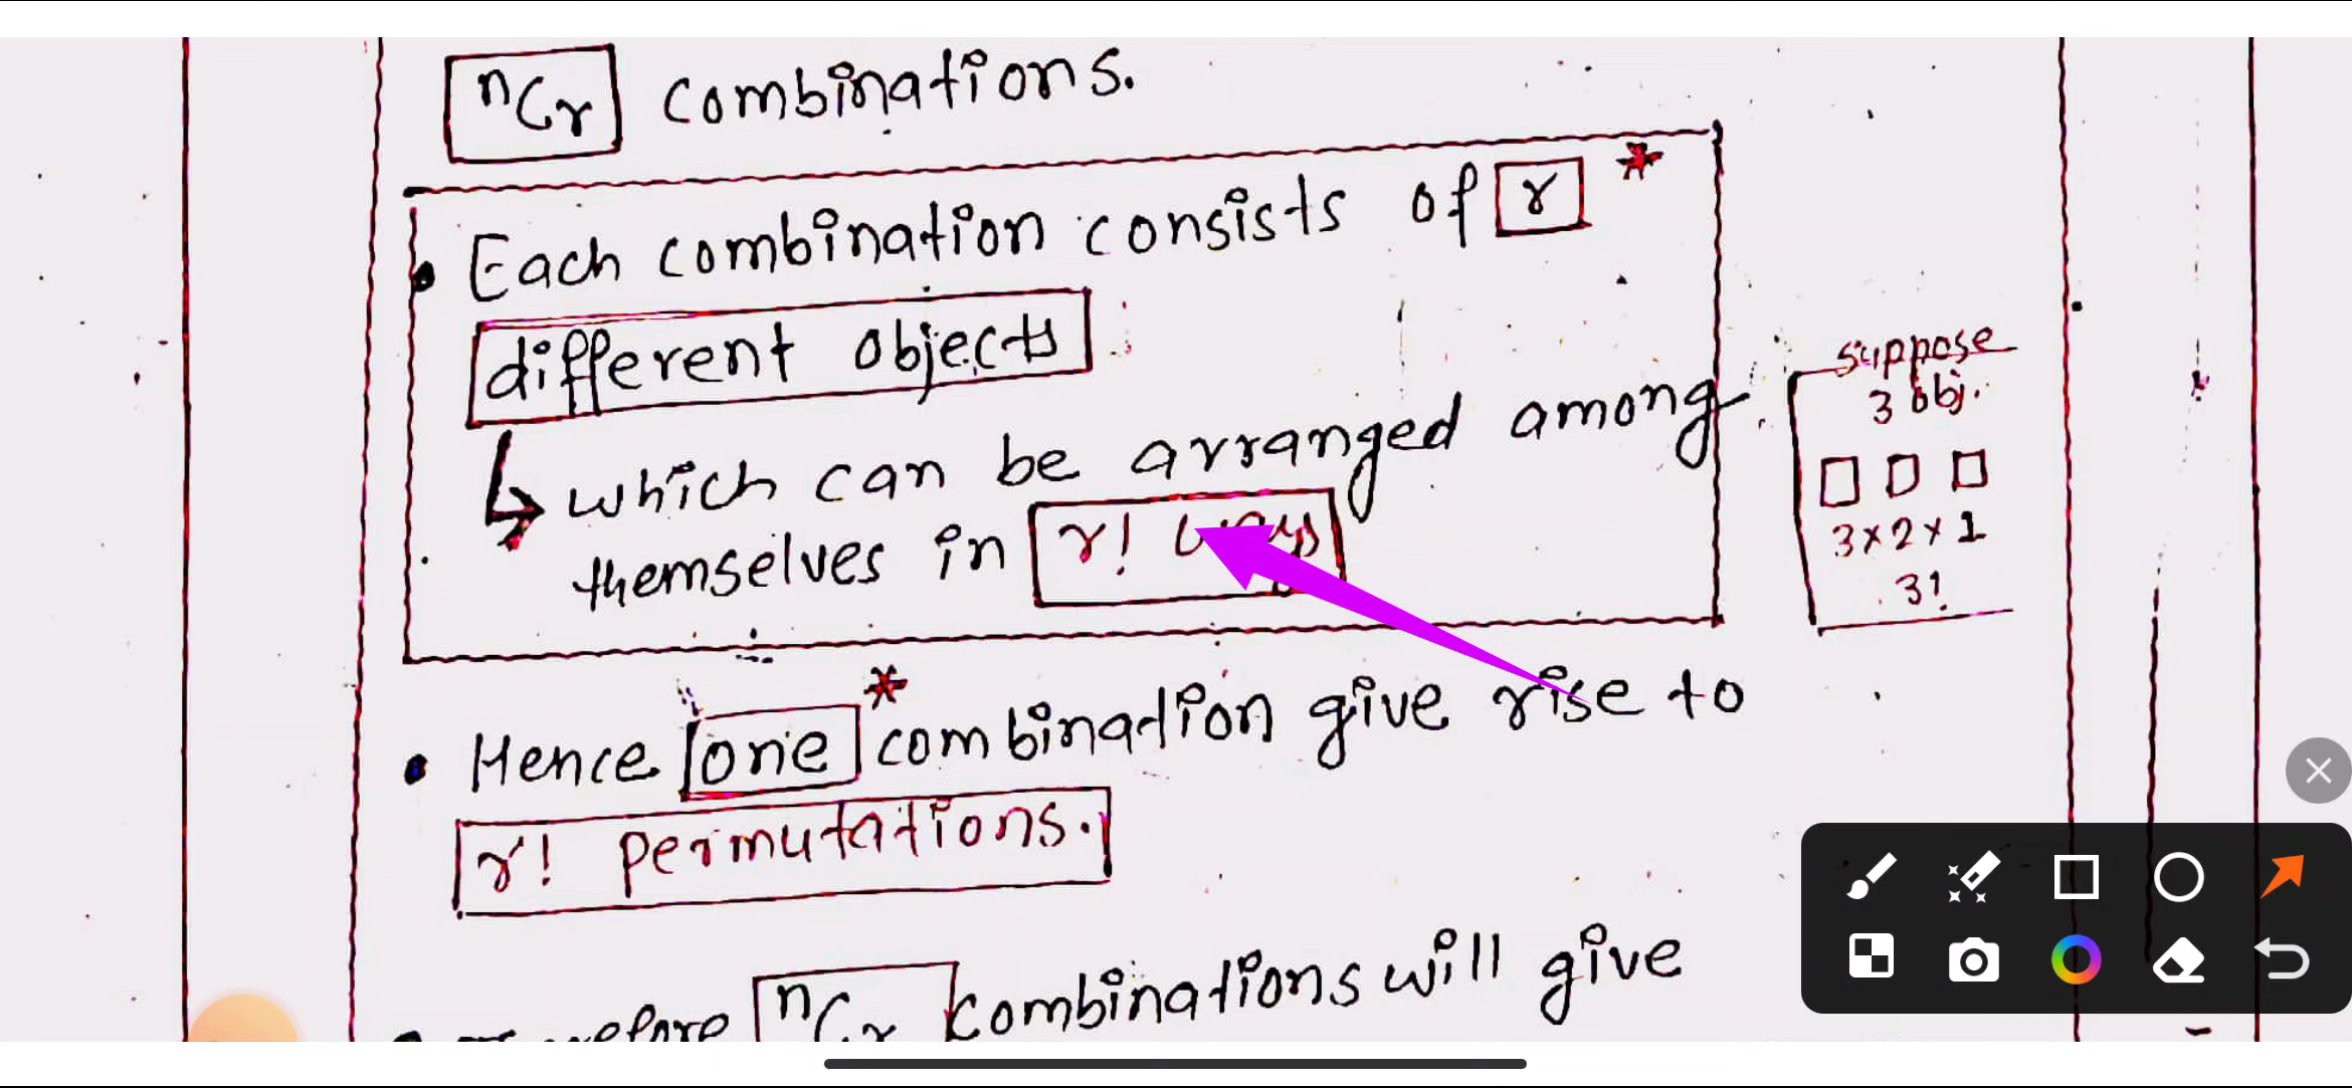 nCr combinations.
Each combination consists of r *
different objects
which can be arranged among
themselves in r! ways
suppose
3 obj.
3×2×1
3!
* 
Hence one combination give rise to
r! permutations.
nCr combinations will give